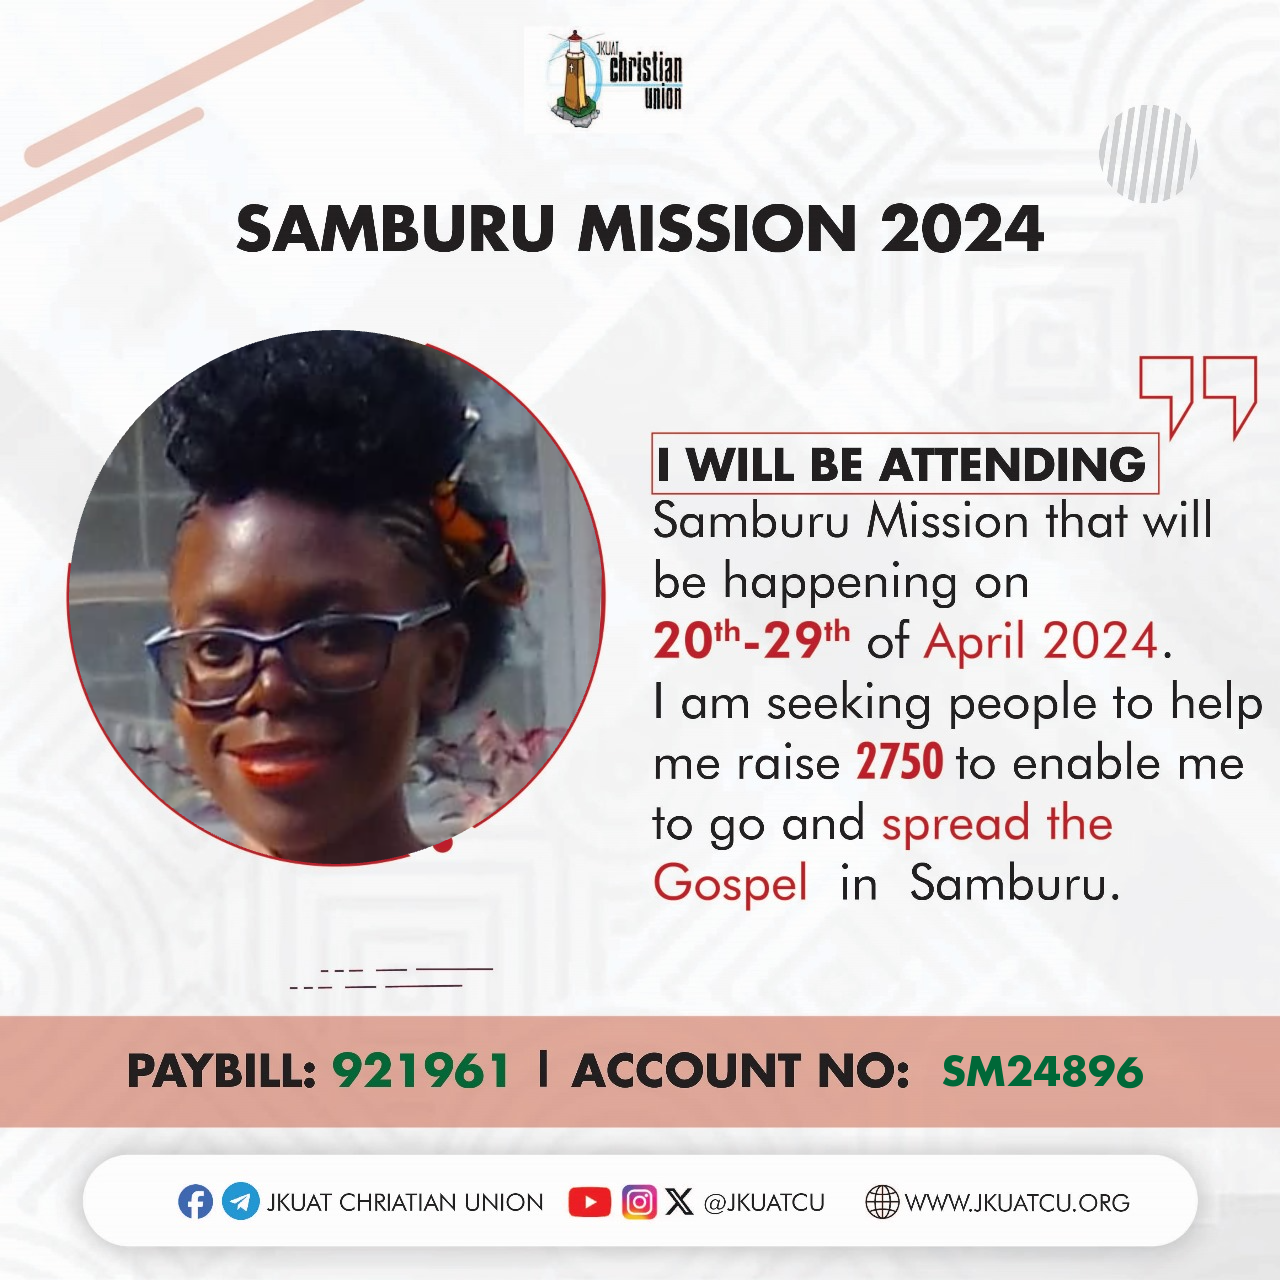 JKUAT
christian
union
SAMBURU MISSION 2024
I WILL BE ATTENDING
Samburu Mission that will
be happening on
20th-29th of April 2024.
I am seeking people to help
me raise 2750 to enable me
to go and spread the
Gospel in Samburu.
PAYBILL: 921961 | ACCOUNT NO: SM24896
JKUAT CHRIATIAN UNION @JKUATCU WWW.JKUATCU.ORG